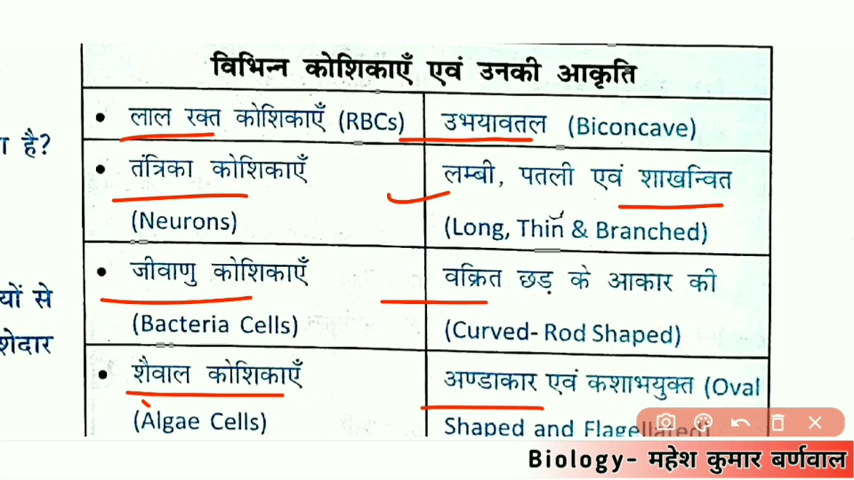 विभिन्न कोशिकाएँ एवं उनकी आकृति
• लाल रक्त कोशिकाएँ (RBCs)
उभयावतल (Biconcave)
ा है?
• तंत्रिका कोशिकाएँ
(Neurons)
लम्बी, पतली एवं शाखन्वित
(Long, Thin & Branched)
• जीवाणु कोशिकाएँ
(Bacteria Cells)
वक्रित छड़ के आकार की
(Curved- Rod Shaped)
यों से
शेदार
• शैवाल कोशिकाएँ
(Algae Cells)
अण्डाकार एवं कशाभयुक्त (Oval
Shaped and Flagellated)
Biology- महेश कुमार बर्णवाल